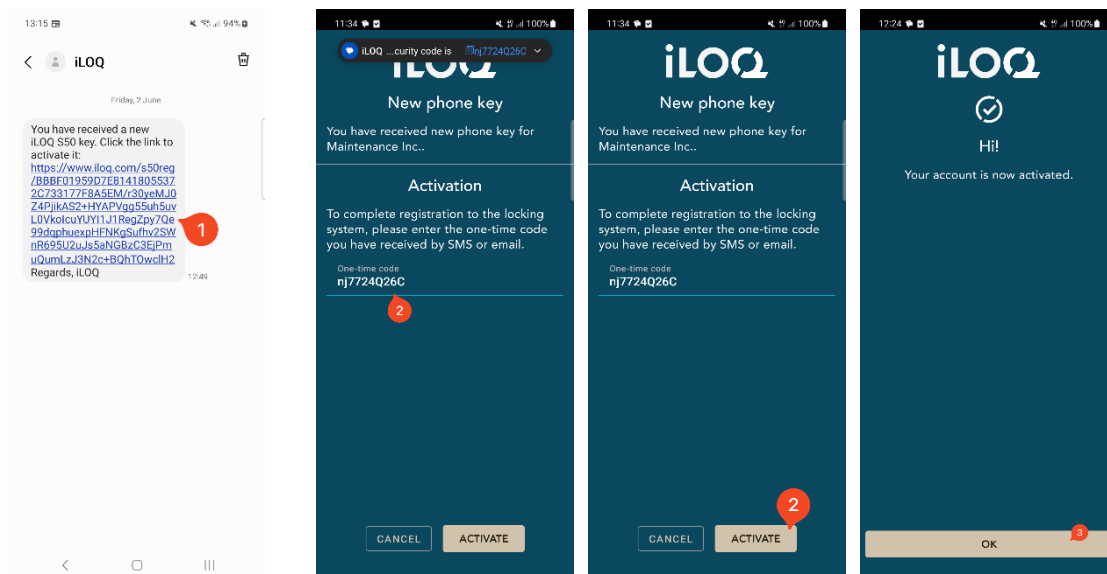 13:15
94%
iLOQ
Friday, 2 June
You have received a new
iLOQ S50 key. Click the link to
activate it:
https://www.iloq.com/s50reg
/BBBF01959D7E8141805537
2C733177F8A5EM/r30yeMJ0
Z4PjikAS2+HYAPVgg55uh5uv
L0VkoIcuYUYI1J1RegZpy7Qe
99dqphuexpHFNKgSufhv2SW
nR695U2uJs5aNGBzC3EjPm
uQumLzJ3N2c+BQhTOwclH2
Regards, iLOQ
12:49
1
11:34
100%
iLOQ ...curity code is nj7724Q26C
iLOQ
New phone key
You have received new phone key for
Maintenance Inc..
Activation
To complete registration to the locking
system, please enter the one-time code
you have received by SMS or email.
One-time code
nj7724Q26C
2
CANCEL
ACTIVATE
11:34
100%
iLOQ
New phone key
You have received new phone key for
Maintenance Inc..
Activation
To complete registration to the locking
system, please enter the one-time code
you have received by SMS or email.
One-time code
nj7724Q26C
2
CANCEL
ACTIVATE
12:24
100%
iLOQ
Hi!
Your account is now activated.
3
OK